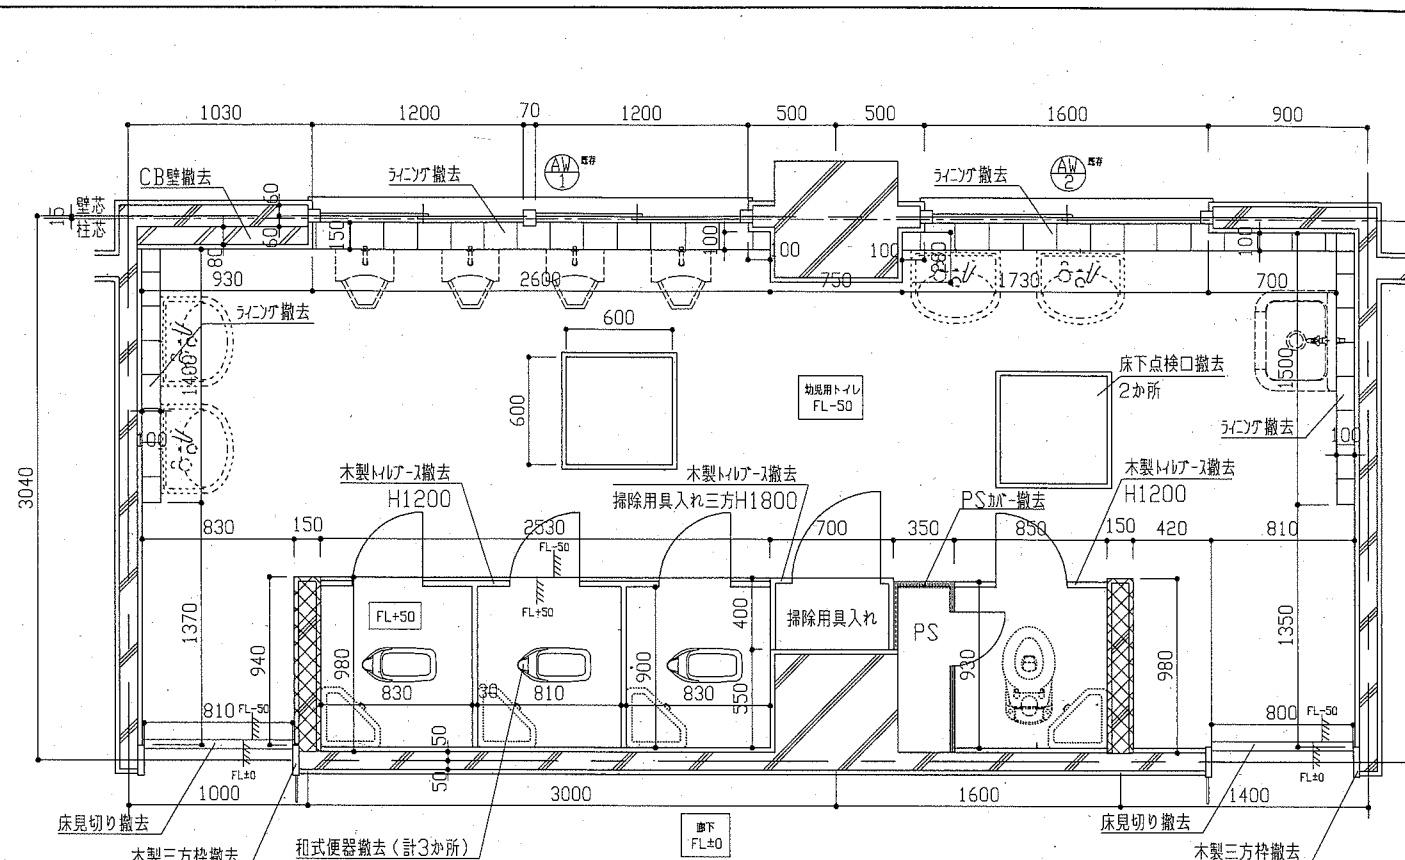 1030
1200
70
1200
500
500
1600
900
AW
1
既存
AW
2
既存
CB壁撤去
ライニング撤去
ライニング撤去
壁芯
柱芯
15
60
60
80
150
100
100
100
280
100
930
2600
750
1730
700
ライニング撤去
600
600
1400
1500
幼児用トイレ
FL-50
床下点検口撤去
2か所
ライニング撤去
100
100
3040
木製トイレブース撤去
H1200
木製トイレブース撤去
掃除用具入れ三方H1800
PSカバー撤去
木製トイレブース撤去
H1200
830
150
2530
700
350
850
150
420
810
FL-50
FL+50
FL+50
1370
940
980
900
400
550
掃除用具入れ
PS
930
980
1350
830
30
810
830
810
FL-50
FL±0
800
FL-50
FL±0
50
50
1000
3000
1600
1400
床見切り撤去
木製三方枠撤去
和式便器撤去(計3か所)
廊下
FL±0
床見切り撤去
木製三方枠撤去